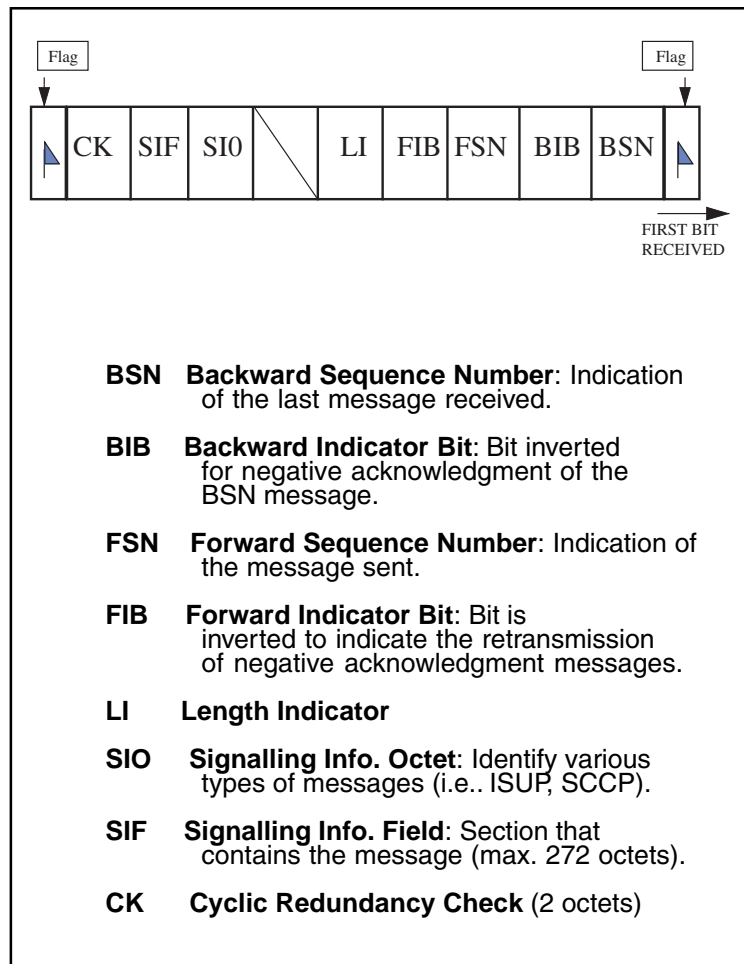 Flag Flag
CK SIF SI0 LI FIB FSN BIB BSN
FIRST BIT
RECEIVED
BSN Backward Sequence Number: Indication
of the last message received.
BIB Backward Indicator Bit: Bit inverted
for negative acknowledgment of the
BSN message.
FSN Forward Sequence Number: Indication of
the message sent.
FIB Forward Indicator Bit: Bit is
inverted to indicate the retransmission
of negative acknowledgment messages.
LI Length Indicator
SIO Signalling Info. Octet: Identify various
types of messages (i.e.. ISUP, SCCP).
SIF Signalling Info. Field: Section that
contains the message (max. 272 octets).
CK Cyclic Redundancy Check (2 octets)